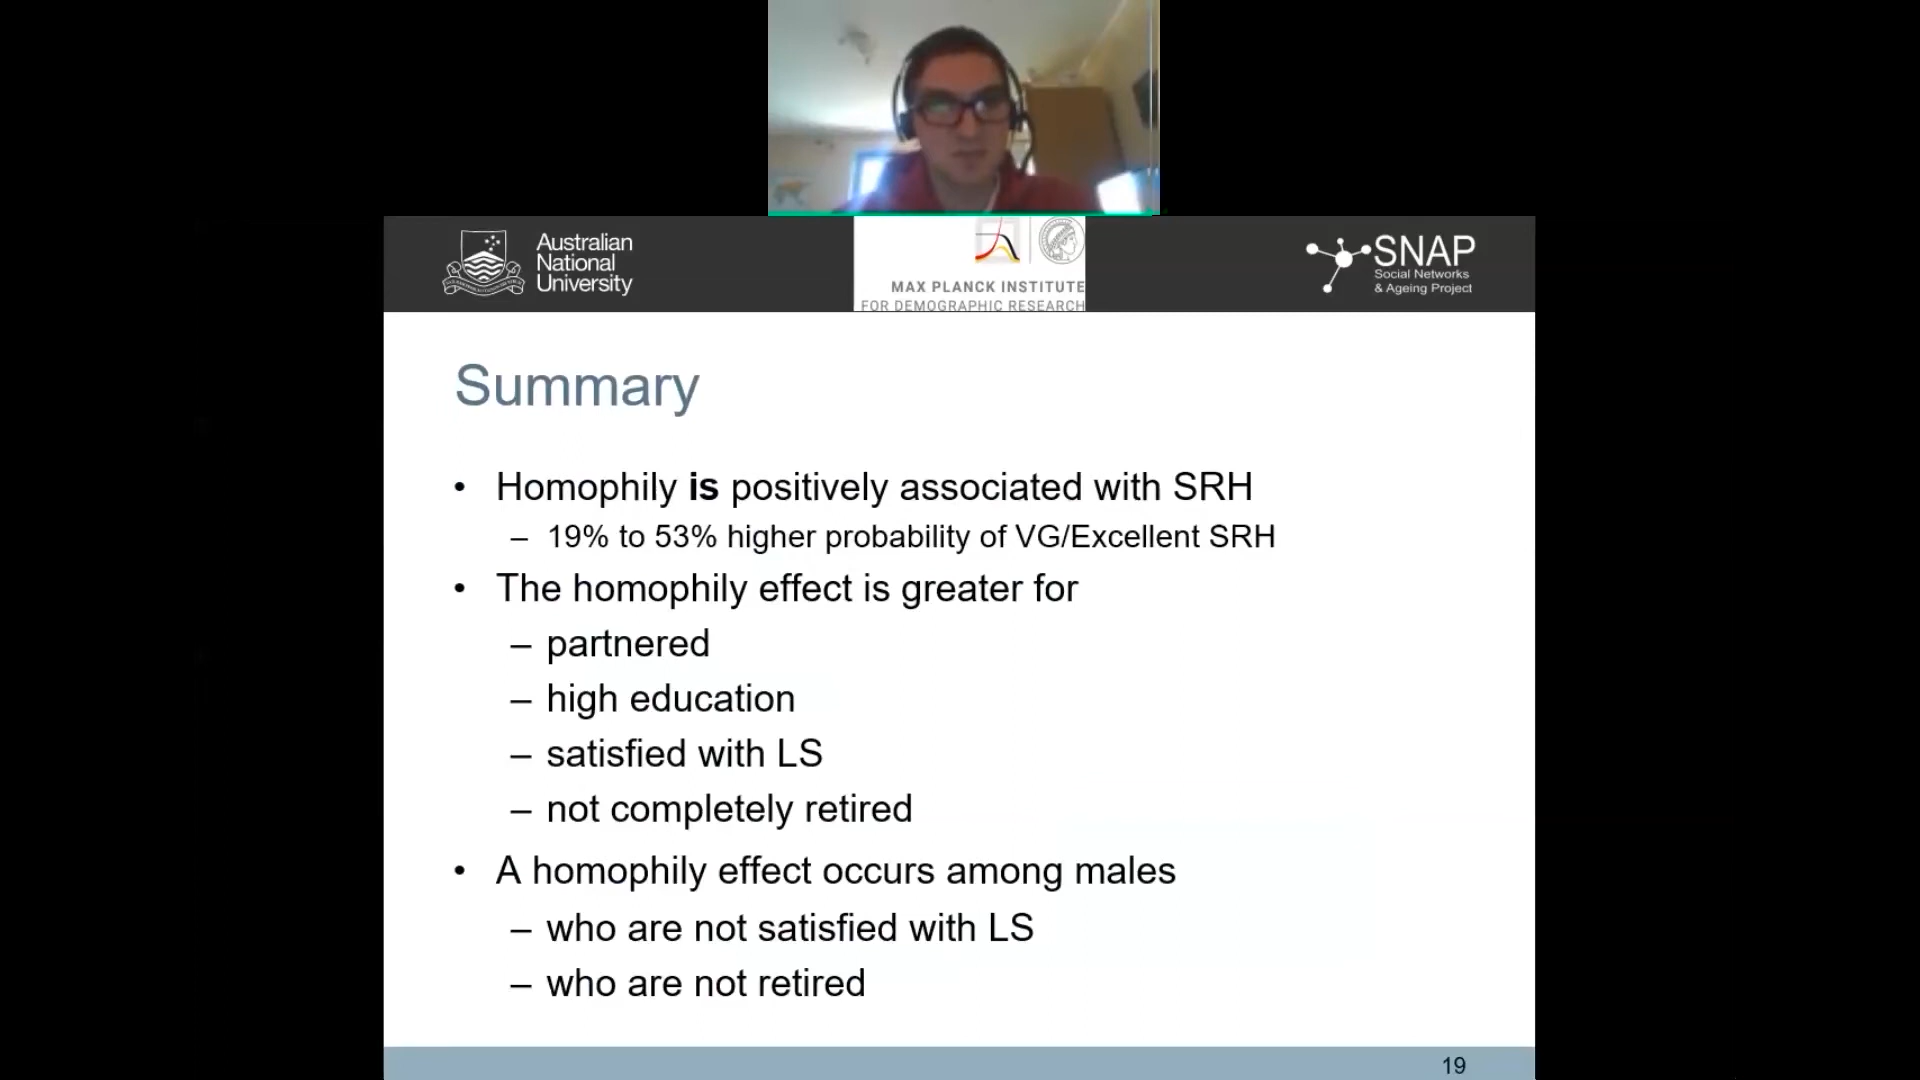 Australian
National
University
MAX PLANCK INSTITUTE
FOR DEMOGRAPHIC RESEARCH
SNAP
Social Networks
& Ageing Project
Summary
• Homophily is positively associated with SRH
– 19% to 53% higher probability of VG/Excellent SRH
• The homophily effect is greater for
– partnered
– high education
– satisfied with LS
– not completely retired
• A homophily effect occurs among males
– who are not satisfied with LS
– who are not retired
19